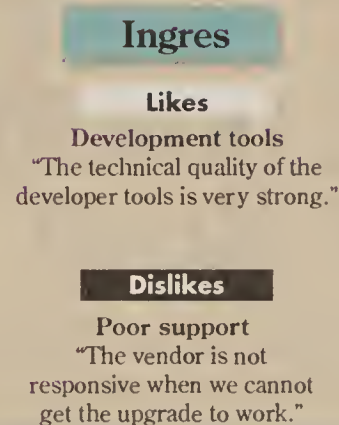 Ingres
Likes
Development tools
“The technical quality of the
developer tools is very strong.”
Dislikes
Poor support
“The vendor is not
responsive when we cannot
get the upgrade to work.”